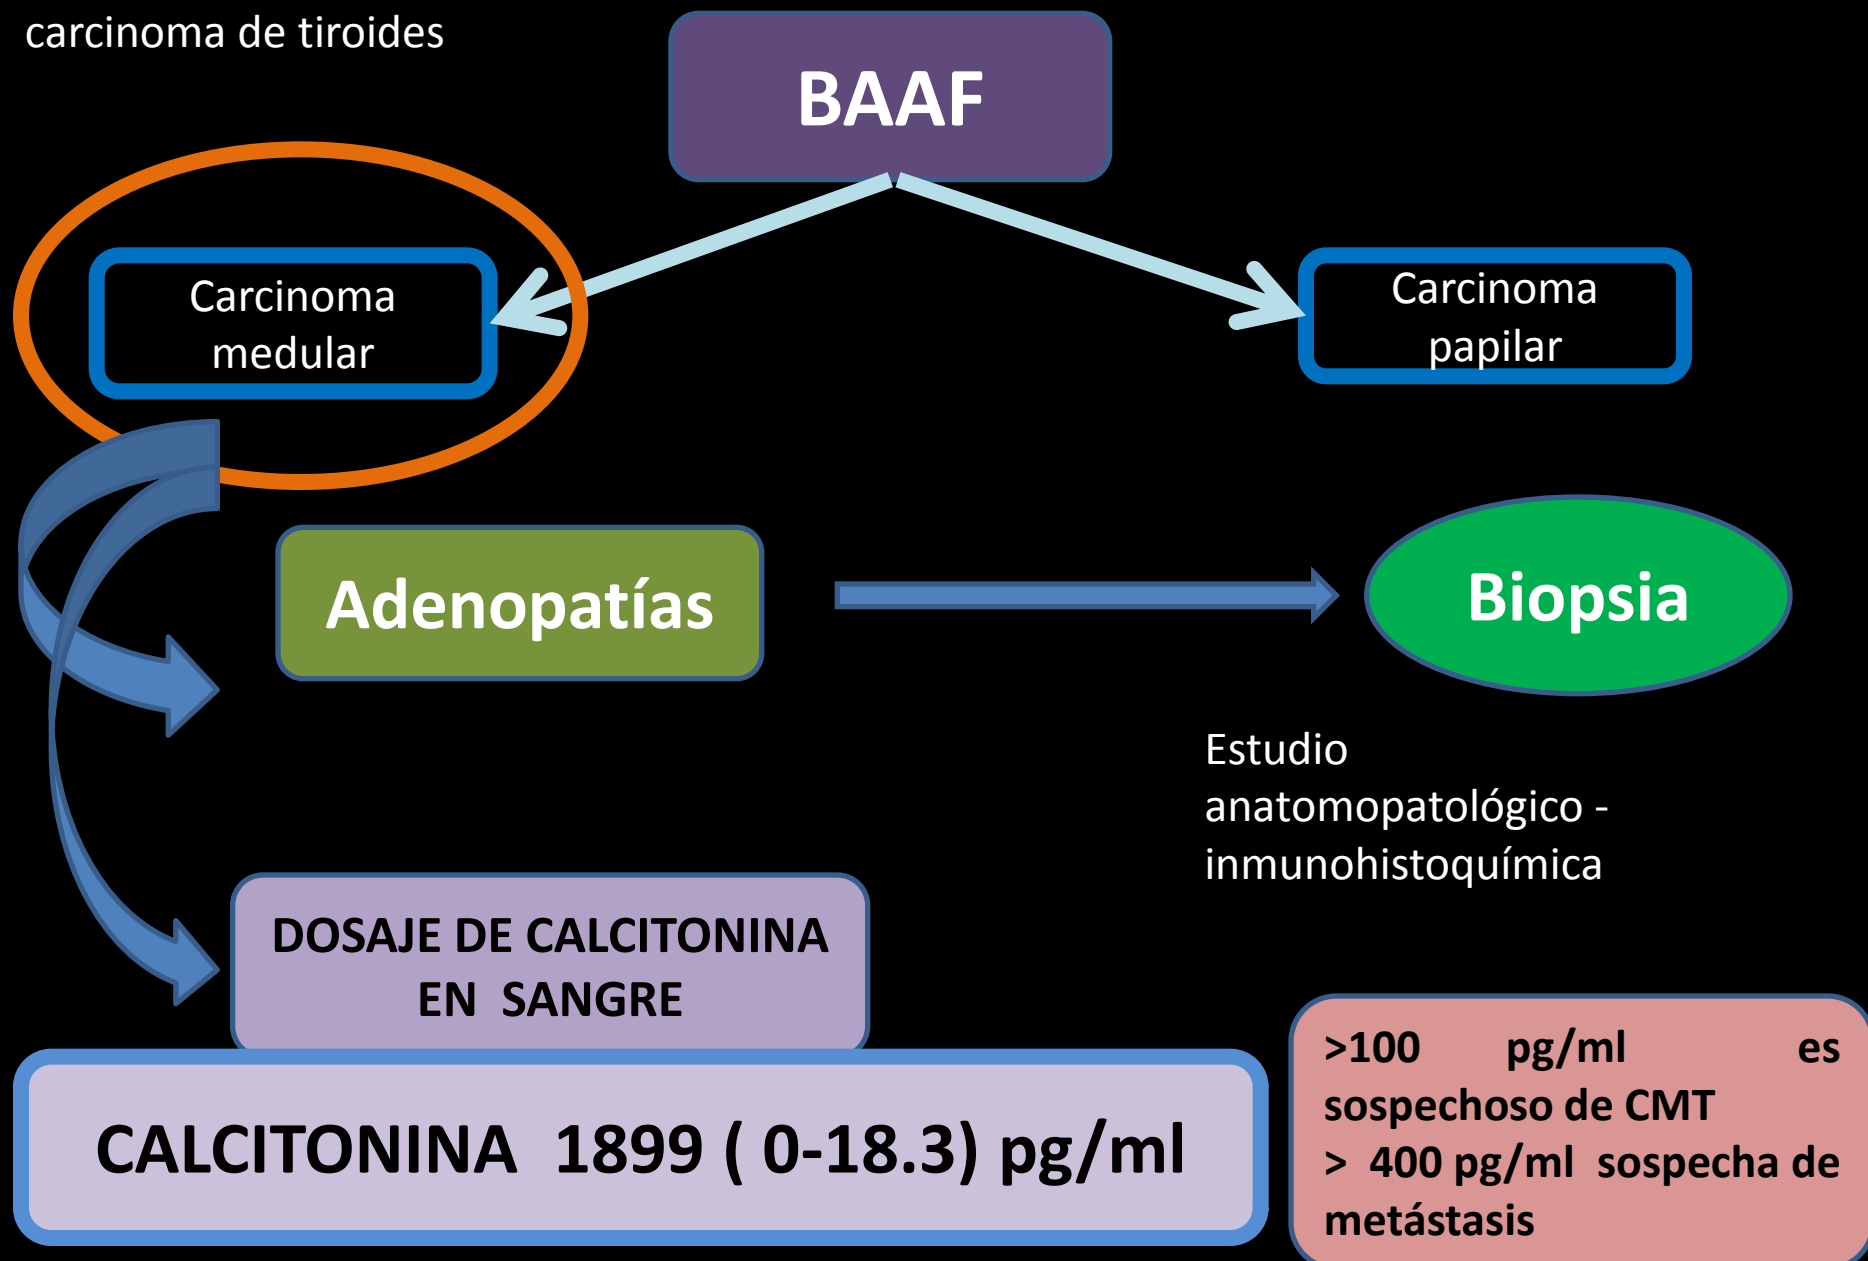 carcinoma de tiroides
BAAF
Carcinoma
medular
Carcinoma
papilar
Adenopatías
Biopsia
Estudio
anatomopatológico -
inmunohistoquímica
DOSAJE DE CALCITONINA
EN SANGRE
CALCITONINA 1899 ( 0-18.3) pg/ml
>100 pg/ml es
sospechoso de CMT
> 400 pg/ml sospecha de
metástasis